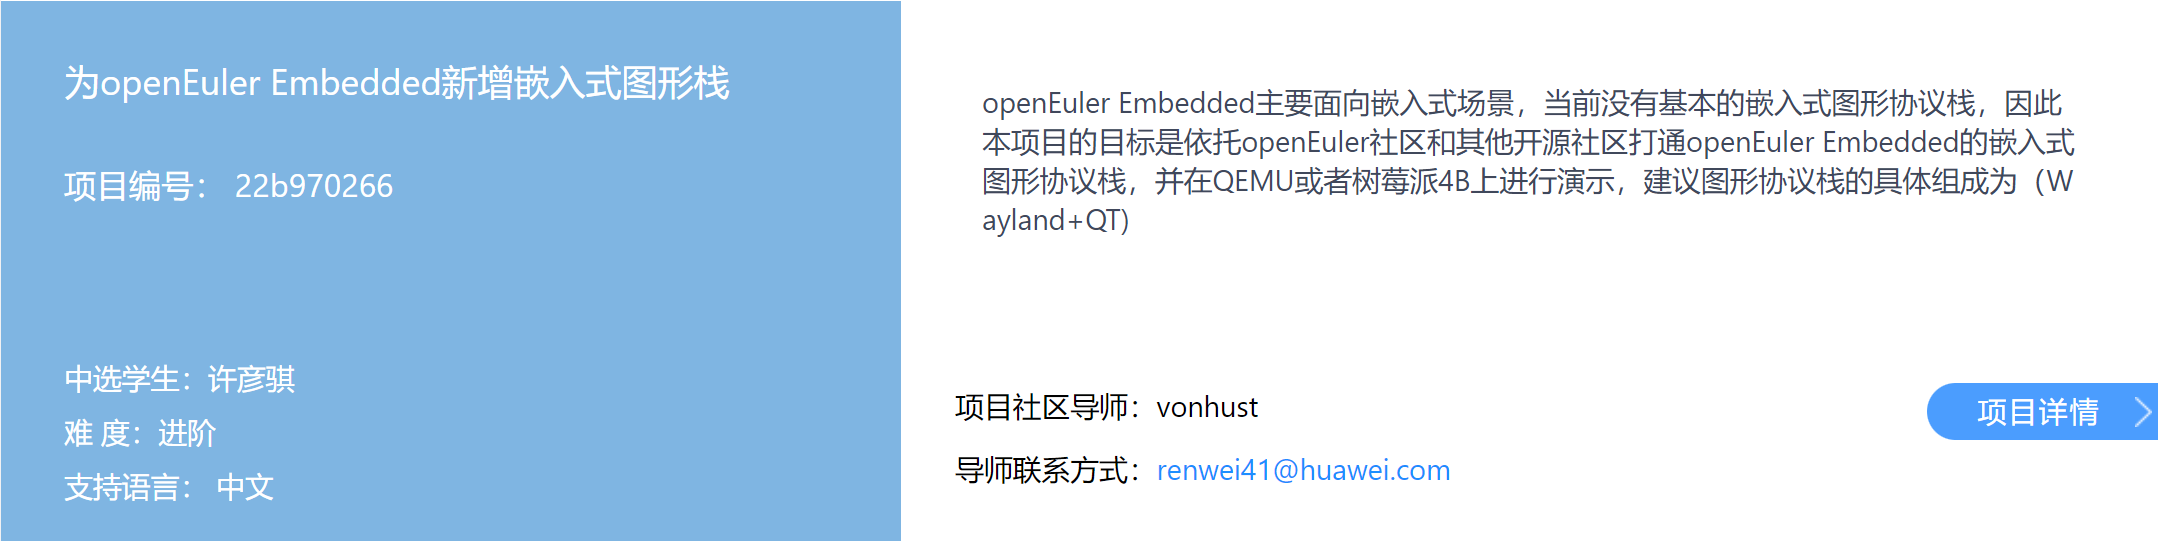 为openEuler Embedded新增嵌入式图形栈
项目编号： 22b970266
中选学生：许彦骐
难 度：进阶
支持语言： 中文
openEuler Embedded主要面向嵌入式场景，当前没有基本的嵌入式图形协议栈，因此
本项目的目标是依托openEuler社区和其他开源社区打通openEuler Embedded的嵌入式
图形协议栈，并在QEMU或者树莓派4B上进行演示，建议图形协议栈的具体组成为（W
ayland+QT)
项目社区导师：vonhust
导师联系方式：renwei41@huawei.com
项目详情